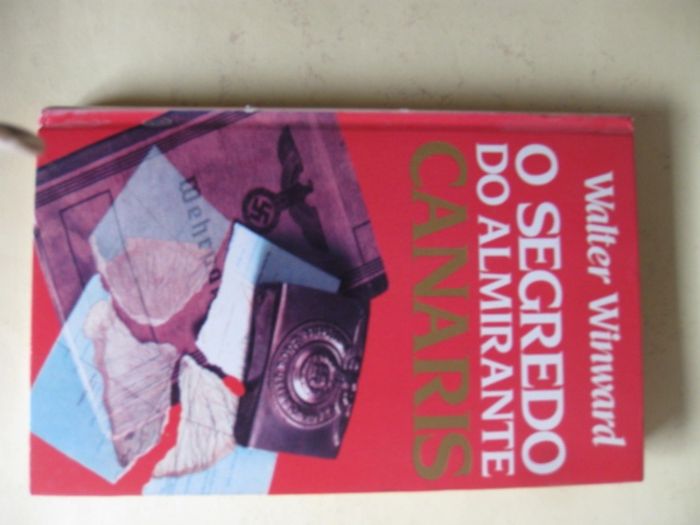 Walter Winward
O SEGREDO
DO ALMIRANTE
CANARIS